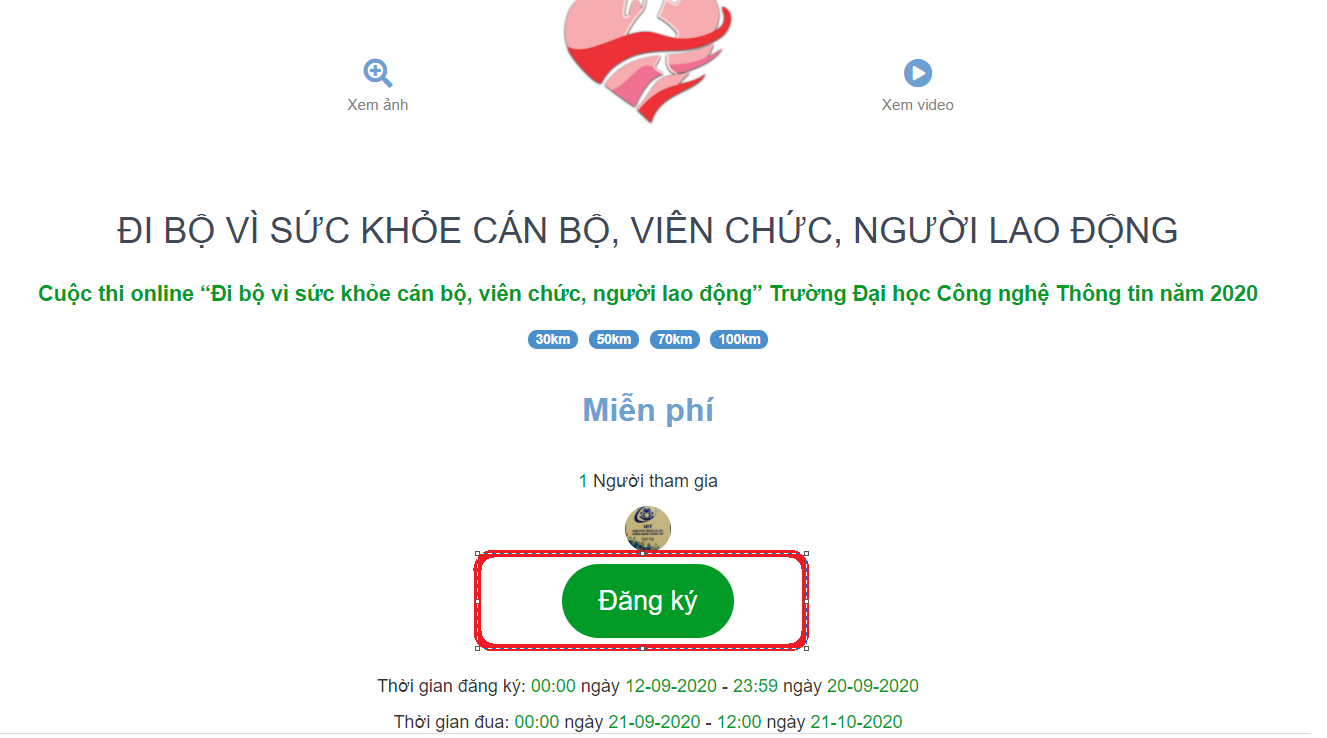 Xem ảnh
Xem video
ĐI BỘ VÌ SỨC KHỎE CÁN BỘ, VIÊN CHỨC, NGƯỜI LAO ĐỘNG
Cuộc thi online “Đi bộ vì sức khỏe cán bộ, viên chức, người lao động” Trường Đại học Công nghệ Thông tin năm 2020
30km 50km 70km 100km
Miễn phí
1 Người tham gia
Đăng ký
Thời gian đăng ký: 00:00 ngày 12-09-2020 - 23:59 ngày 20-09-2020
Thời gian đua: 00:00 ngày 21-09-2020 - 12:00 ngày 21-10-2020